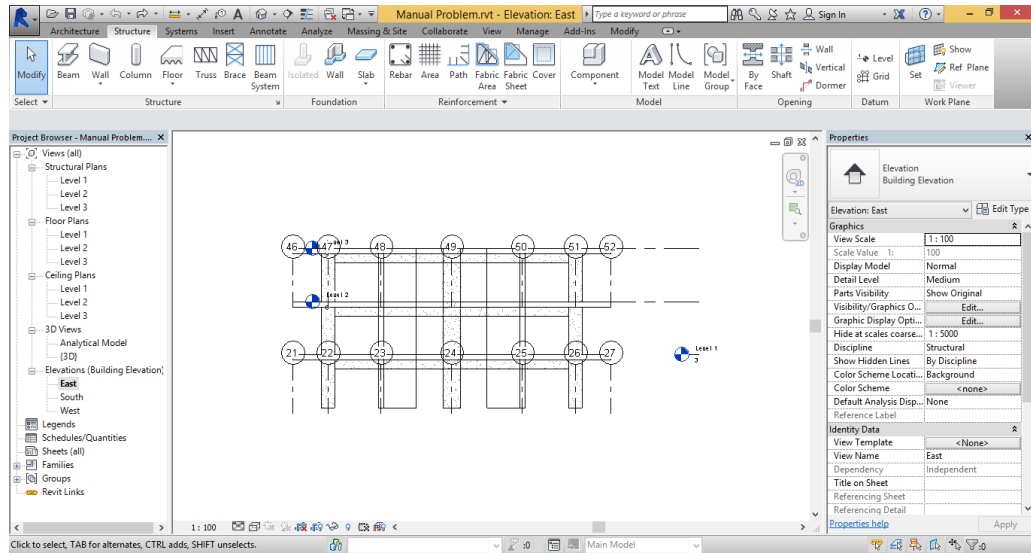 Manual Problem.rvt - Elevation: East
Type a keyword or phrase
Sign In
Architecture Structure Systems Insert Annotate Analyze Massing & Site Collaborate View Manage Add-Ins Modify
Modify Beam Wall Column Floor Truss Brace Beam System
Isolated Wall Slab
Rebar Area Path Fabric Area Fabric Sheet Cover
Component Model Text Model Line Model Group
By Face Shaft Wall Vertical Dormer
Level Grid
Set Show Ref Plane Viewer
Select Structure Foundation Reinforcement Model Opening Datum Work Plane
Project Browser - Manual Problem....
Views (all)
Structural Plans
Level 1
Level 2
Level 3
Floor Plans
Level 1
Level 2
Level 3
Ceiling Plans
Level 1
Level 2
Level 3
3D Views
Analytical Model
{3D}
Elevations (Building Elevation)
East
South
West
Legends
Schedules/Quantities
Sheets (all)
Families
Groups
Revit Links
2D
46 47 48 49 50 51 52
Level 3
Level 2
6
21 22 23 24 25 26 27
Level 1
3
Properties
Elevation
Building Elevation
Elevation: East Edit Type
Graphics
View Scale 1 : 100
Scale Value 1: 100
Display Model Normal
Detail Level Medium
Parts Visibility Show Original
Visibility/Graphics O... Edit...
Graphic Display Opti... Edit...
Hide at scales coarse... 1 : 5000
Discipline Structural
Show Hidden Lines By Discipline
Color Scheme Locati... Background
Color Scheme <none>
Default Analysis Disp... None
Reference Label
Identity Data
View Template <None>
View Name East
Dependency Independent
Title on Sheet
Referencing Sheet
Referencing Detail
Properties help Apply
1 : 100
Click to select, TAB for alternates, CTRL adds, SHIFT unselects.
:0
Main Model
:0